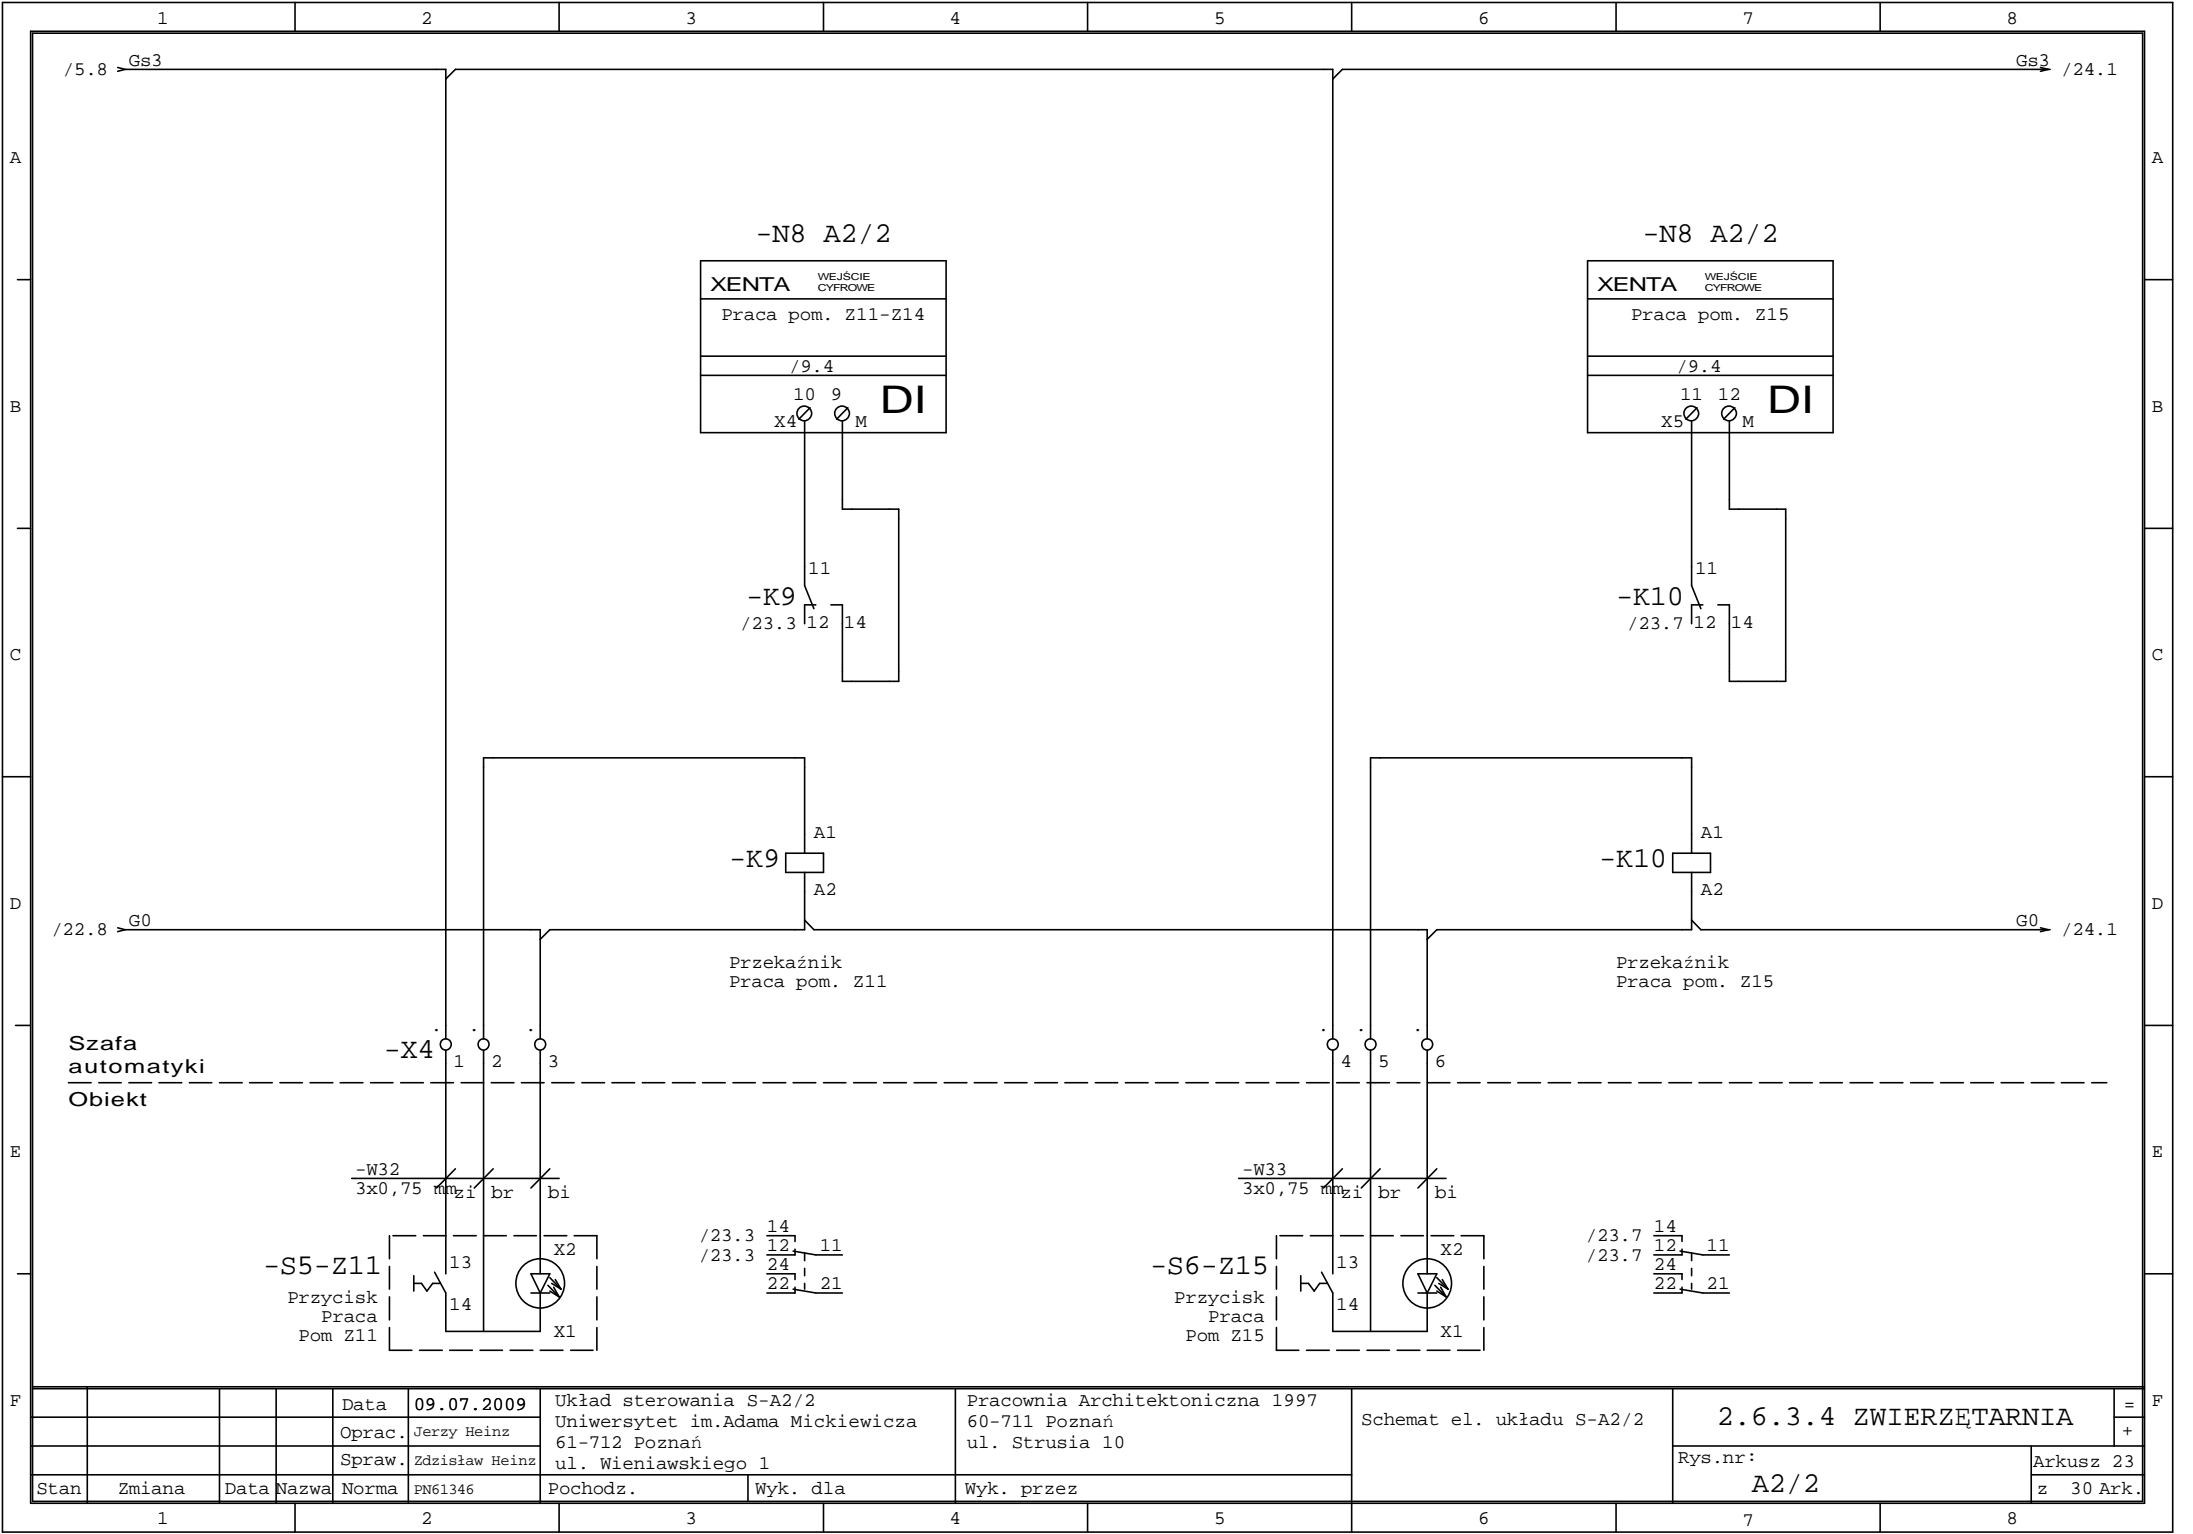 1 2 3 4 5 6 7 8
/5.8 Gs3
Gs3 /24.1
A A
-N8 A2/2
XENTA WEJŚCIE
CYFROWE
Praca pom. Z11-Z14
/9.4
10 9 DI
X4 M
-N8 A2/2
XENTA WEJŚCIE
CYFROWE
Praca pom. Z15
/9.4
11 12 DI
X5 M
B B
11
-K9
/23.3 12 14
11
-K10
/23.7 12 14
C C
A1
-K9
A2
A1
-K10
A2
D D
/22.8 G0
G0 /24.1
Przekaźnik
Praca pom. Z11
Przekaźnik
Praca pom. Z15
Szafa
automatyki
Obiekt
-X4 1 2 3
4 5 6
E E
-W32
3x0,75 mm zi br bi
-W33
3x0,75 mm zi br bi
-S5-Z11
Przycisk
Praca
Pom Z11
13
14
X2
X1
/23.3 14
/23.3 12 11
24
22 21
-S6-Z15
Przycisk
Praca
Pom Z15
13
14
X2
X1
/23.7 14
/23.7 12 11
24
22 21
F F
Data 09.07.2009
Oprac. Jerzy Heinz
Spraw. Zdzisław Heinz
Stan Zmiana Data Nazwa Norma PN61346
Układ sterowania S-A2/2
Uniwersytet im.Adama Mickiewicza
61-712 Poznań
ul. Wieniawskiego 1
Pochodz. Wyk. dla
Pracownia Architektoniczna 1997
60-711 Poznań
ul. Strusia 10
Wyk. przez
Schemat el. układu S-A2/2
2.6.3.4 ZWIERZĘTARNIA
=
+
Rys.nr:
A2/2
Arkusz 23
z 30 Ark.
1 2 3 4 5 6 7 8